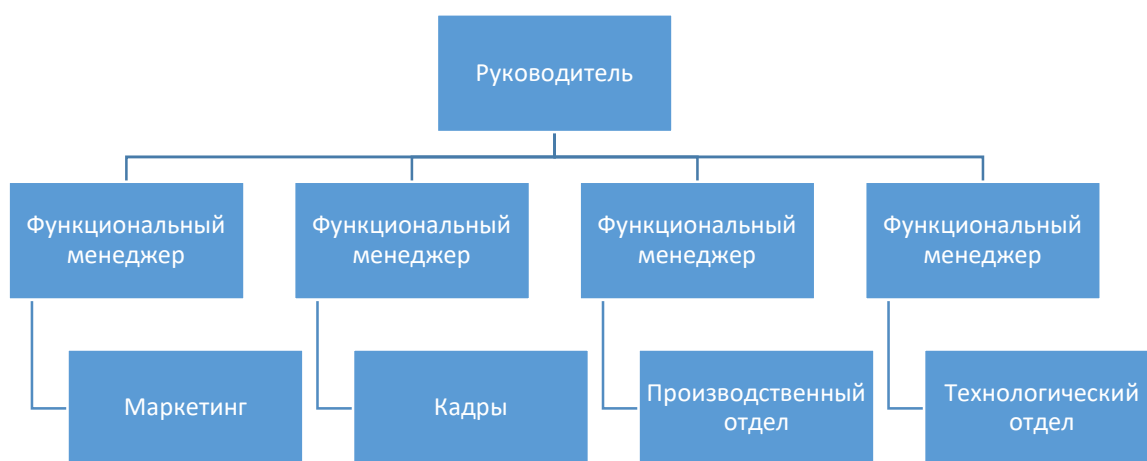 Руководитель
Функциональный
менеджер
Функциональный
менеджер
Функциональный
менеджер
Функциональный
менеджер
Маркетинг
Кадры
Производственный
отдел
Технологический
отдел